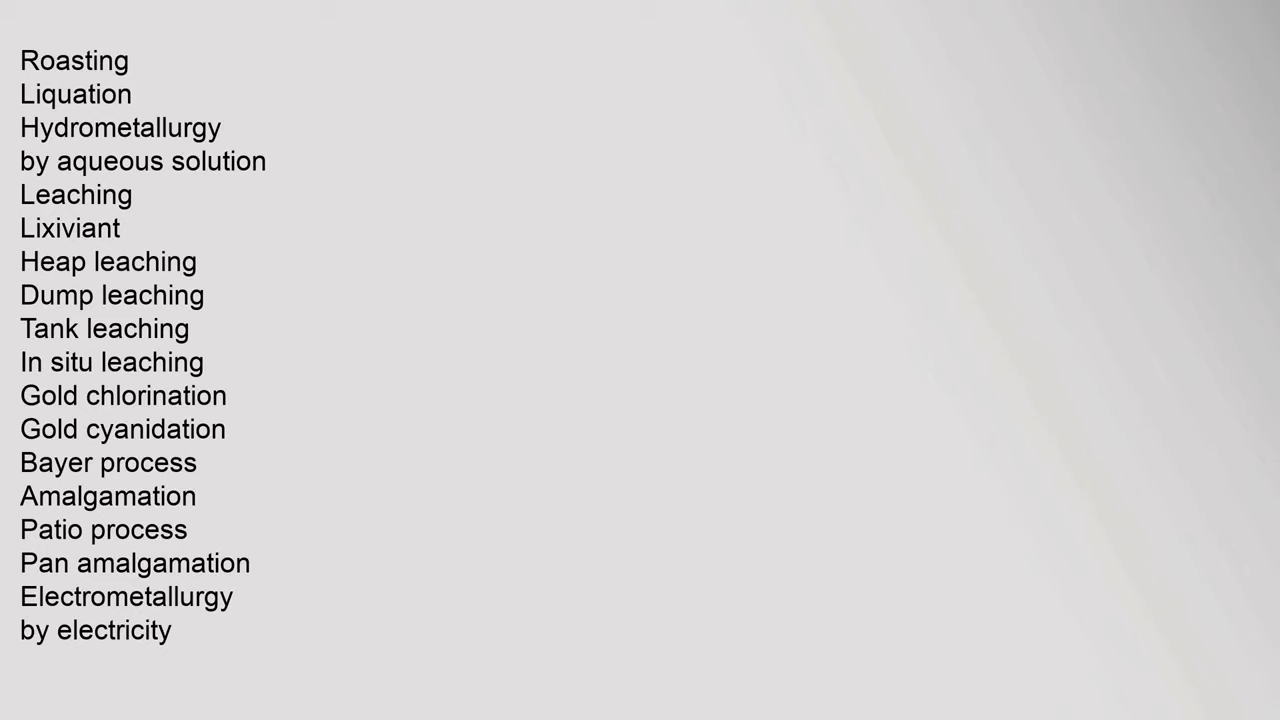 Roasting
Liquation
Hydrometallurgy
by aqueous solution
Leaching
Lixiviant
Heap leaching
Dump leaching
Tank leaching
In situ leaching
Gold chlorination
Gold cyanidation
Bayer process
Amalgamation
Patio process
Pan amalgamation
Electrometallurgy
by electricity